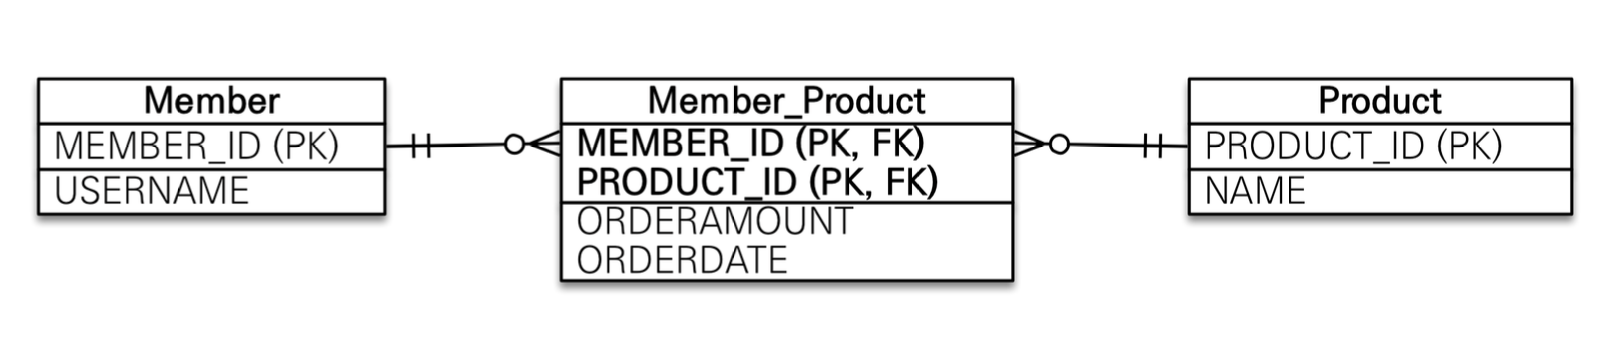 Member
MEMBER_ID (PK)
USERNAME
Member_Product
MEMBER_ID (PK, FK)
PRODUCT_ID (PK, FK)
ORDERAMOUNT
ORDERDATE
Product
PRODUCT_ID (PK)
NAME